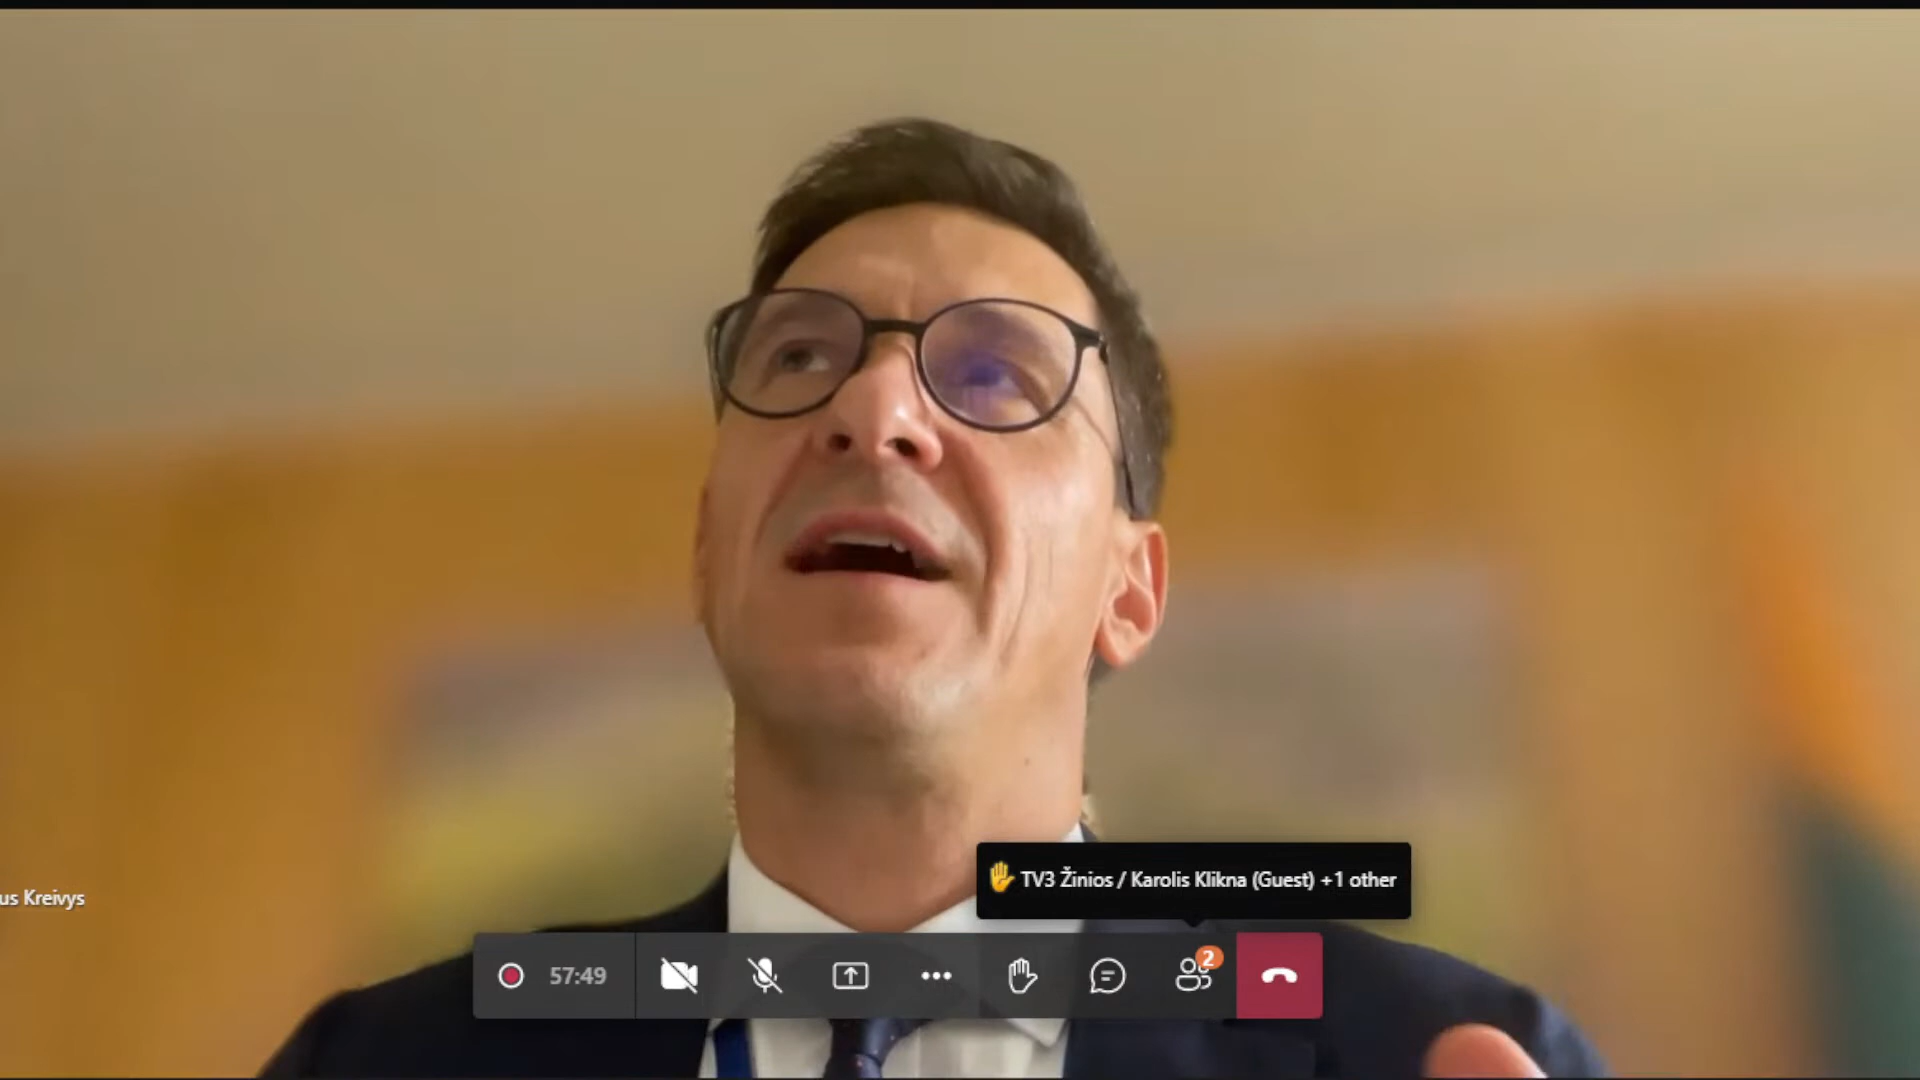 TV3 Žinios / Karolis Klikna (Guest) +1 other
us Kreivys
57:49
2